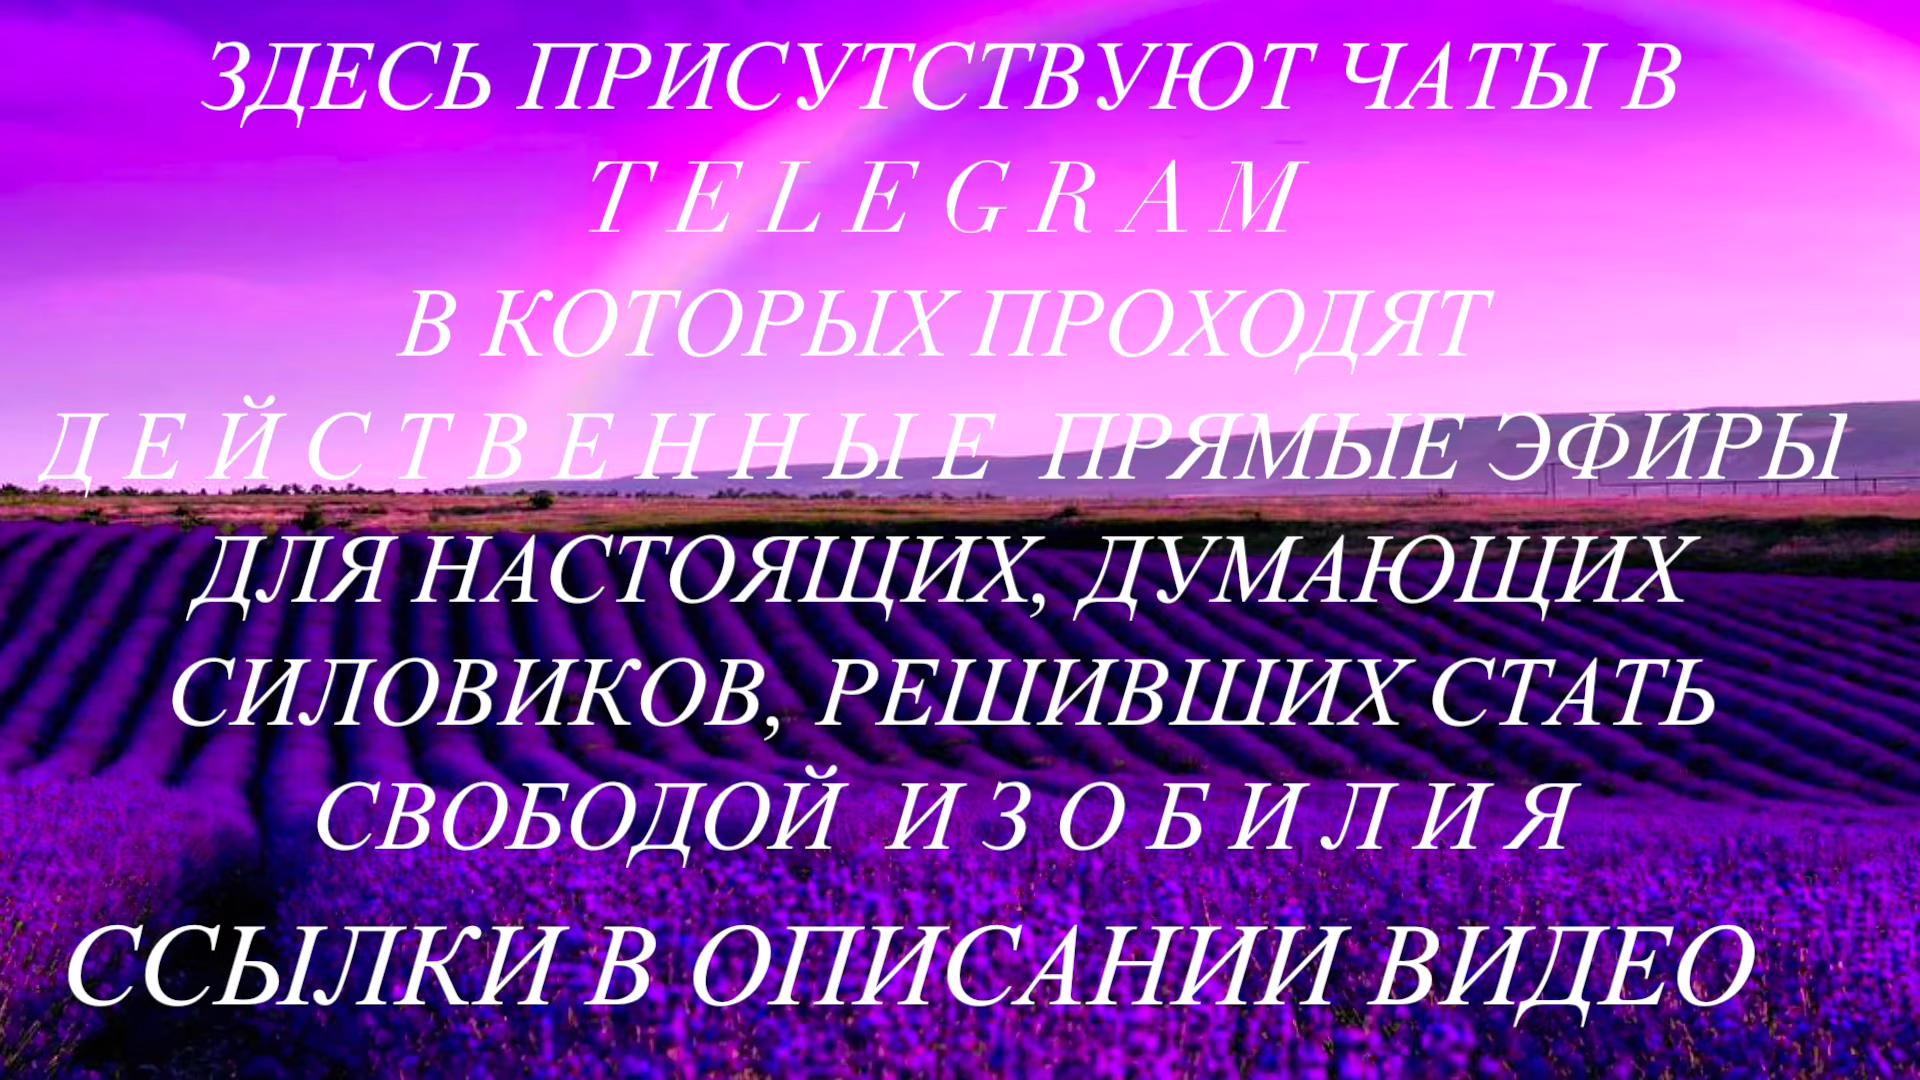 ЗДЕСЬ ПРИСУТСТВУЮТ ЧАТЫ В
T E L E G R A M
В КОТОРЫХ ПРОХОДЯТ
Д Е Й С Т В Е Н Н Ы Е ПРЯМЫЕ ЭФИРЫ
ДЛЯ НАСТОЯЩИХ, ДУМАЮЩИХ
СИЛОВИКОВ, РЕШИВШИХ СТАТЬ
СВОБОДОЙ И З О Б И Л И Я
ССЫЛКИ В ОПИСАНИИ ВИДЕО